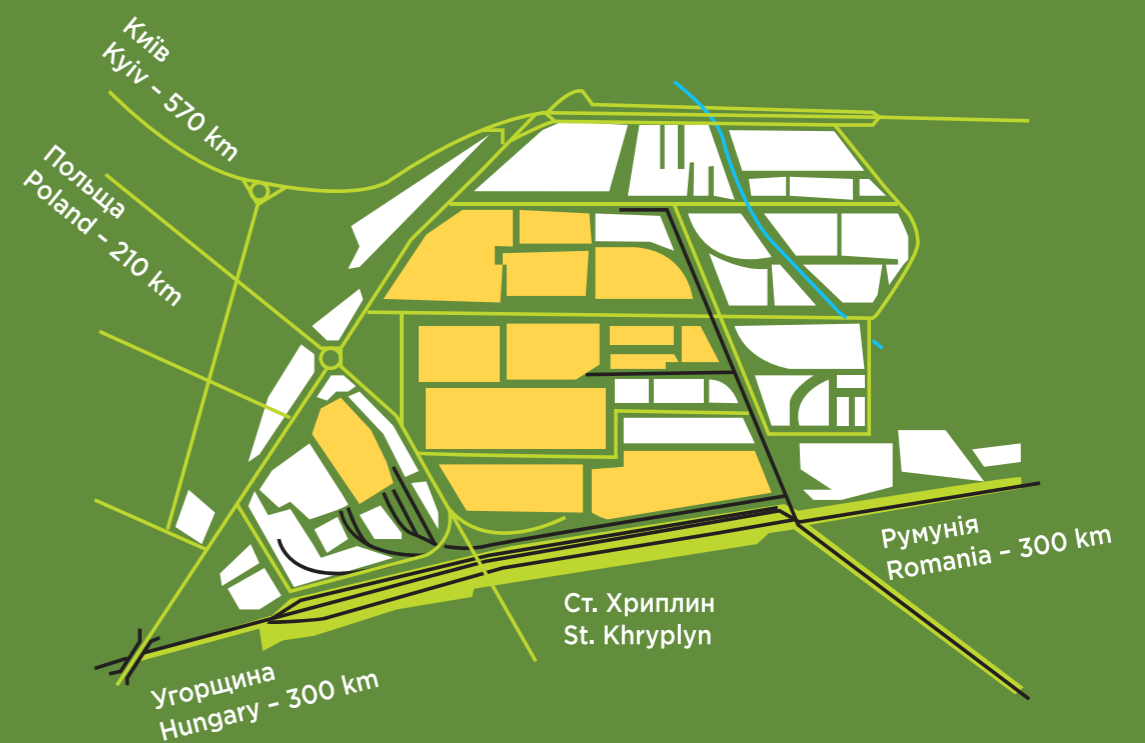 Київ
Kyiv – 570 km
Польща
Poland – 210 km
Румунія
Romania – 300 km
Ст. Хриплин
St. Khryplyn
Угорщина
Hungary – 300 km